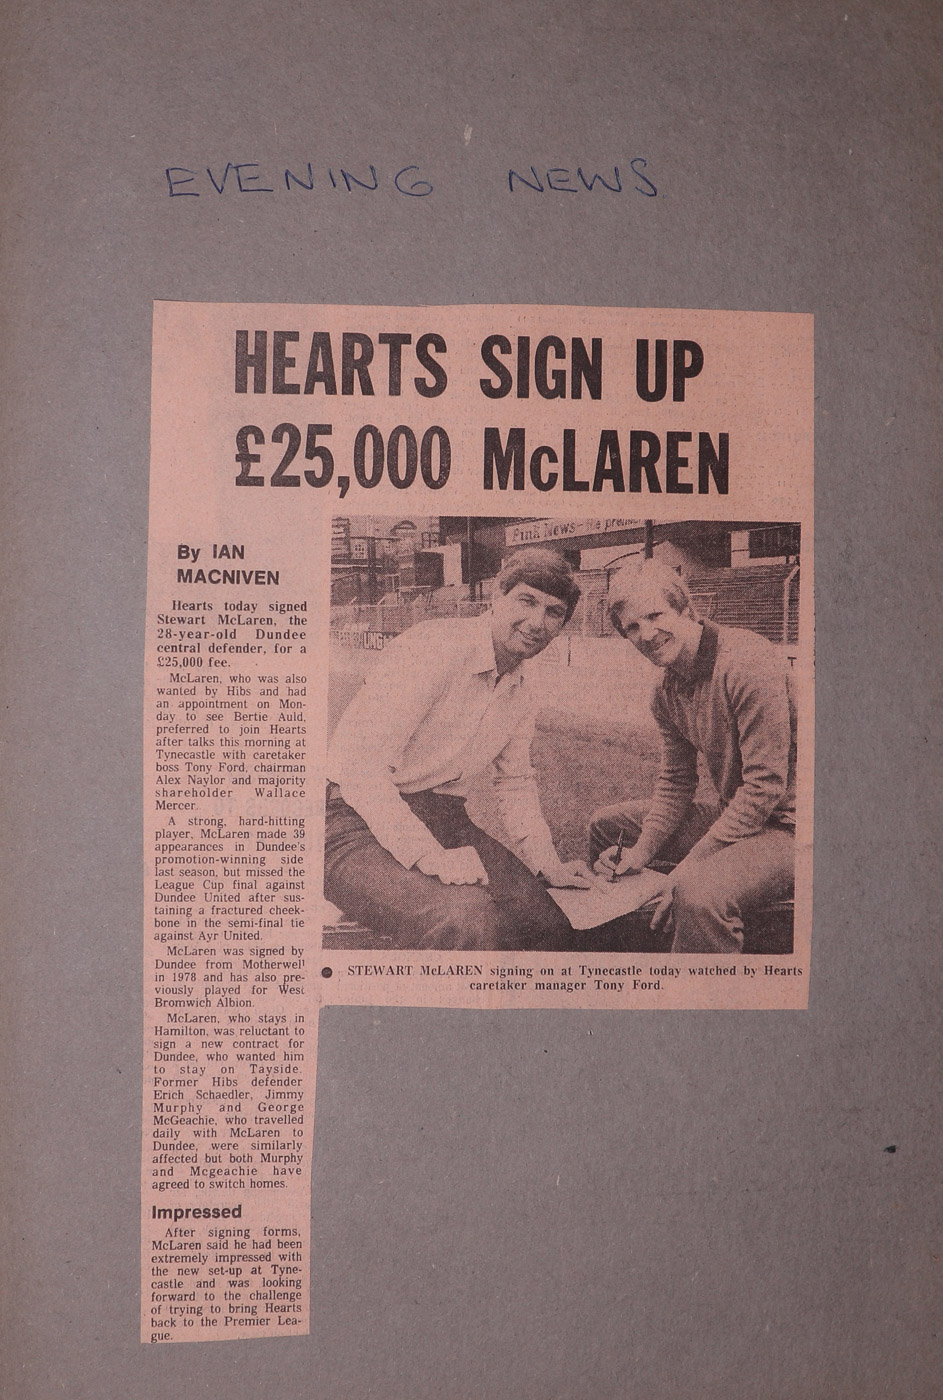 EVENING NEWS
HEARTS SIGN UP
£25,000 McLAREN
By IAN
MACNIVEN
Hearts today signed
Stewart McLaren, the
28-year-old Dundee
central defender, for a
£25,000 fee.
McLaren, who was also
wanted by Hibs and had
an appointment on Mon-
day to see Bertie Auld,
preferred to join Hearts
after talks this morning at
Tynecastle with caretaker
boss Tony Ford, chairman
Alex Naylor and majority
shareholder Wallace
Mercer.
A strong, hard-hitting
player, McLaren made 39
appearances in Dundee's
promotion-winning side
last season, but missed the
League Cup final against
Dundee United after sus-
taining a fractured cheek-
bone in the semi-final tie
against Ayr United.
McLaren was signed by
Dundee from Motherwell
in 1978 and has also pre-
viously played for West
Bromwich Albion.
McLaren, who stays in
Hamilton, was reluctant to
sign a new contract for
Dundee, who wanted him
to stay on Tayside.
Former Hibs defender
Erich Schaedler, Jimmy
Murphy and George
McGeachie, who travelled
daily with McLaren to
Dundee, were similarly
affected but both Murphy
and Mcgeachie have
agreed to switch homes.
Impressed
After signing forms,
McLaren said he had been
extremely impressed with
the new set-up at Tyne-
castle and was looking
forward to the challenge
of trying to bring Hearts
back to the Premier Lea-
gue.
Pink News—the
● STEWART McLAREN signing on at Tynecastle today watched by Hearts
caretaker manager Tony Ford.